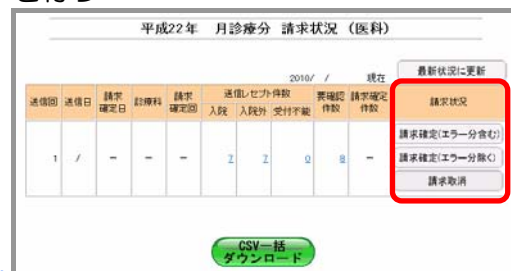 平成22年　月診療分　請求状況　（医科）
2010/　/　現在
最新状況に更新
送信回 送信日 請求確定日 診療科 請求確定回 送信レセプト件数 入院 入院外 受付不能 要確認件数 請求確定件数 請求状況
1 / － － － 7 7 0 8 －
請求確定(エラー分含む)
請求確定(エラー分除く)
請求取消
CSV一括
ダウンロード